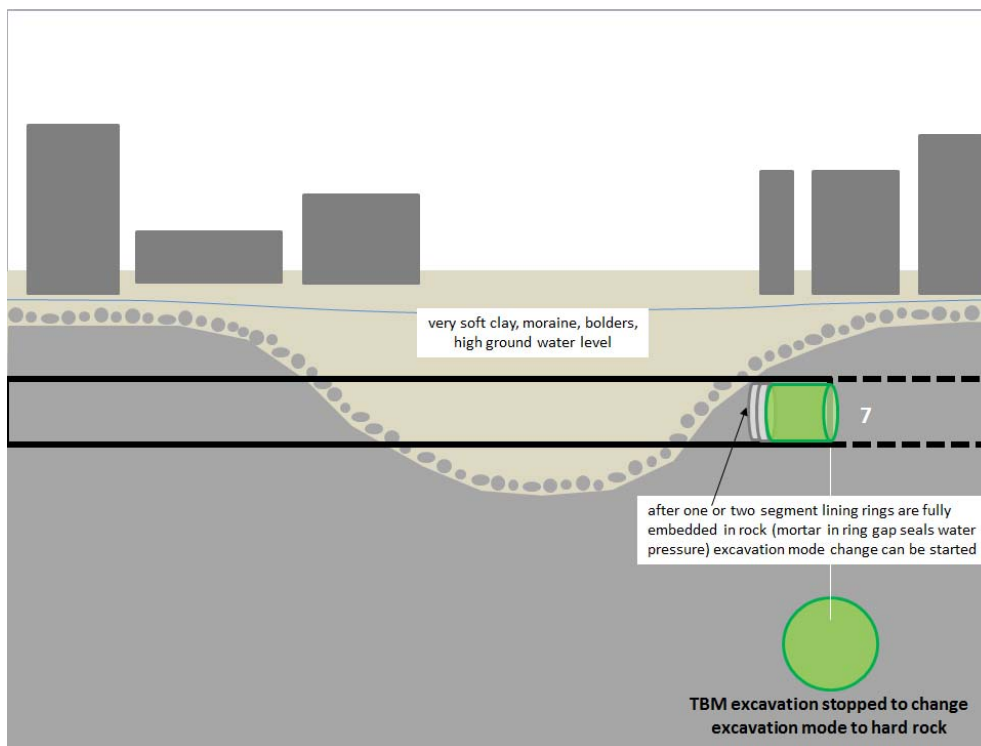 very soft clay, moraine, bolders,
high ground water level
7
after one or two segment lining rings are fully
embedded in rock (mortar in ring gap seals water
pressure) excavation mode change can be started
TBM excavation stopped to change
excavation mode to hard rock